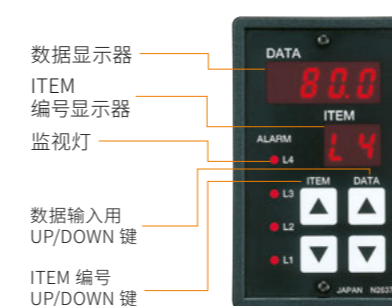 数据显示器
ITEM
编号显示器
监视灯
数据输入用
UP/DOWN 键
ITEM 编号
UP/DOWN 键
DATA
80.0
ITEM
L4
ALARM
L4
ITEM DATA
L3
L2
L1
JAPAN